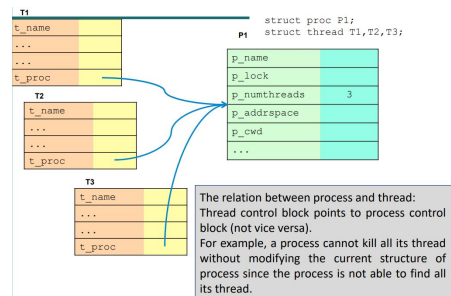 T1
t_name
...
...
t_proc
T2
t_name
...
...
t_proc
T3
t_name
...
...
t_proc
struct proc P1;
struct thread T1,T2,T3;
P1
p_name
p_lock
p_numthreads 3
p_addrspace
p_cwd
...
The relation between process and thread:
Thread control block points to process control
block (not vice versa).
For example, a process cannot kill all its thread
without modifying the current structure of
process since the process is not able to find all
its thread.